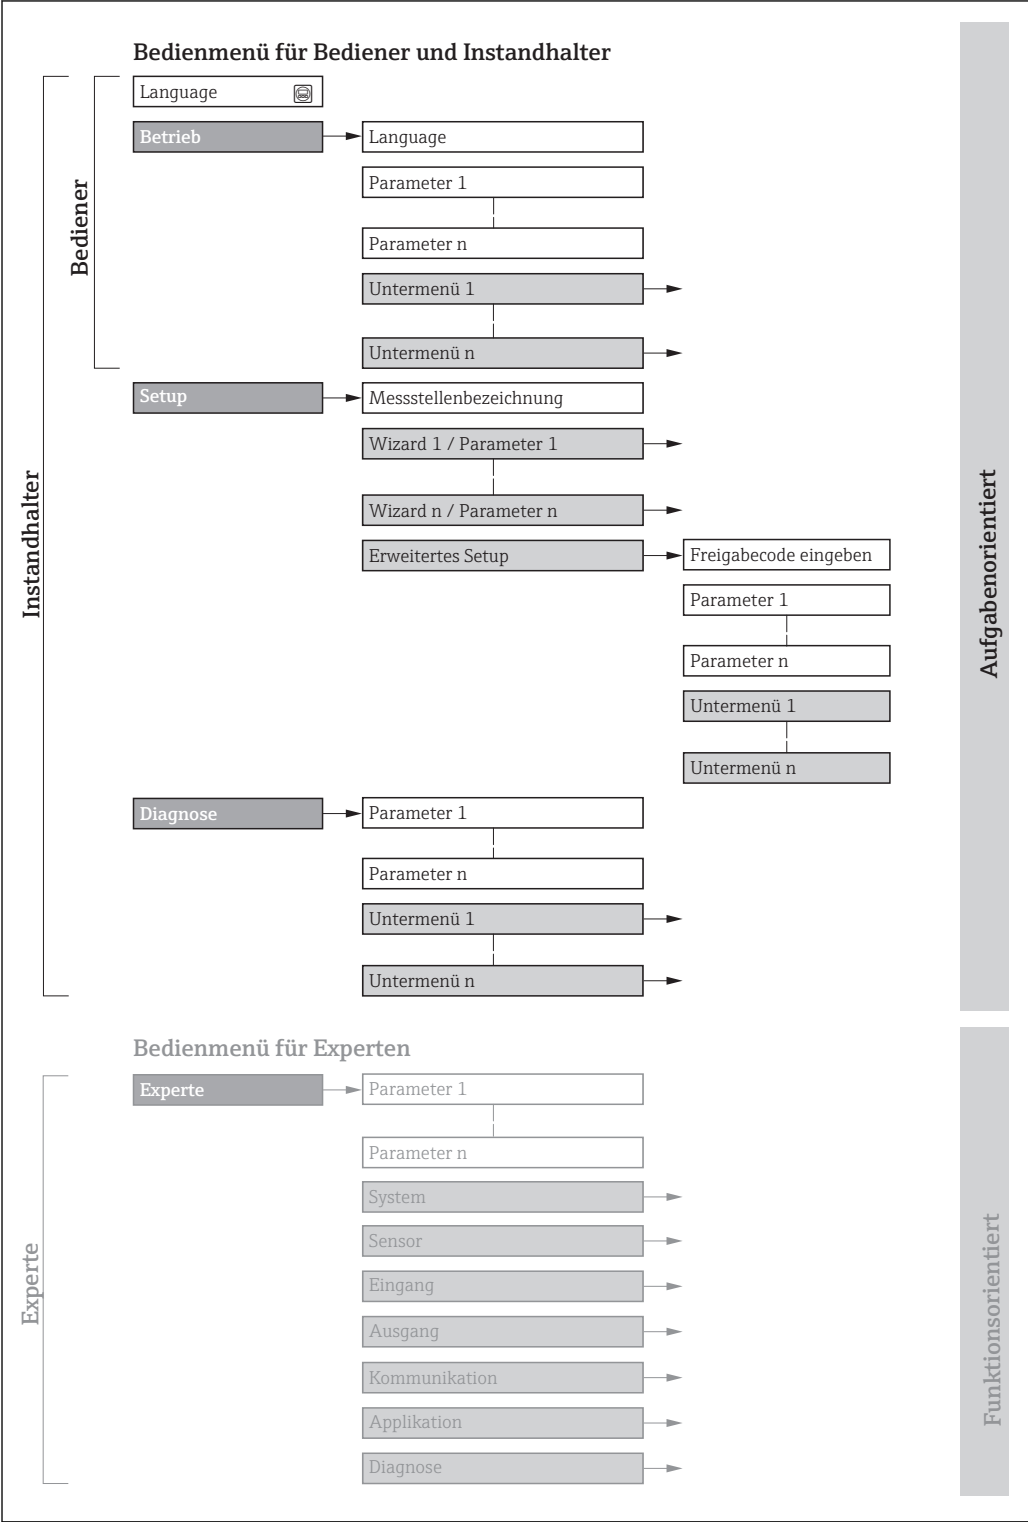 Bedienmenü für Bediener und Instandhalter
Language
Betrieb
Language
Parameter 1
Parameter n
Untermenü 1
Untermenü n
Bediener
Setup
Messstellenbezeichnung
Wizard 1 / Parameter 1
Wizard n / Parameter n
Erweitertes Setup
Freigabecode eingeben
Parameter 1
Parameter n
Untermenü 1
Untermenü n
Diagnose
Parameter 1
Parameter n
Untermenü 1
Untermenü n
Instandhalter
Aufgabenorientiert
Bedienmenü für Experten
Experte
Parameter 1
Parameter n
System
Sensor
Eingang
Ausgang
Kommunikation
Applikation
Diagnose
Experte
Funktionsorientiert